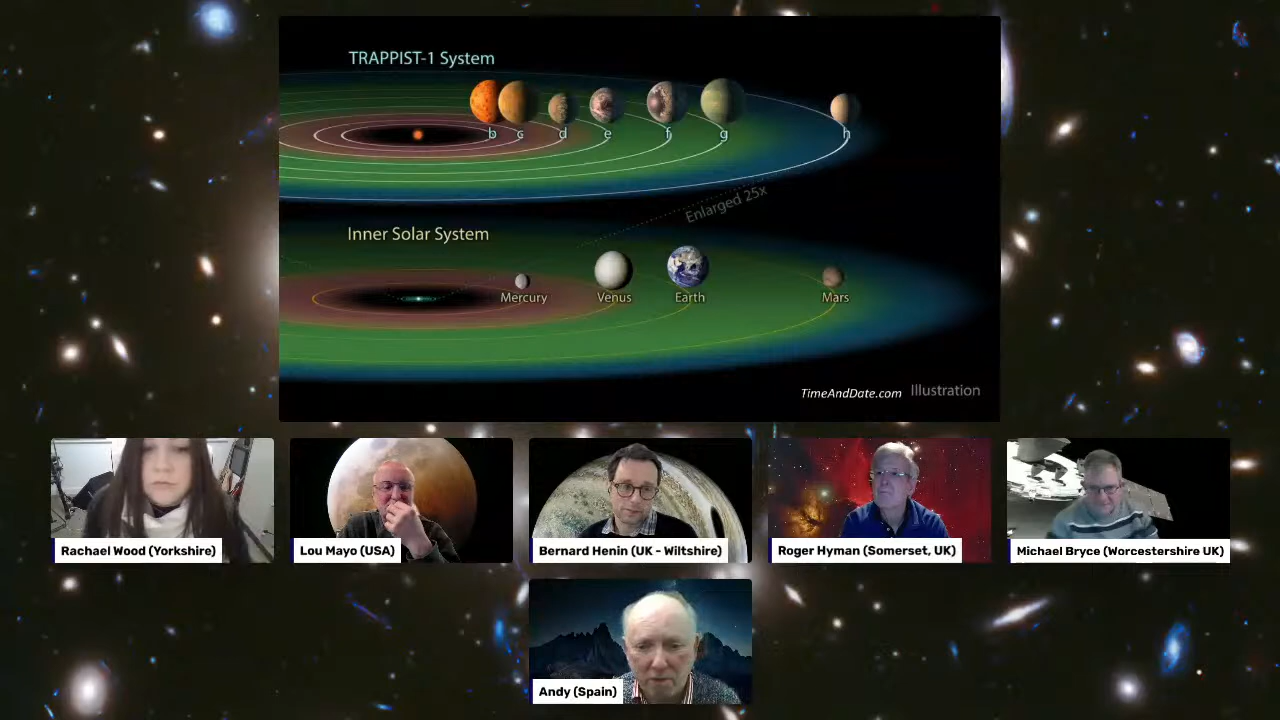 TRAPPIST-1 System
b c d e f g h
Enlarged 25x
Inner Solar System
Mercury Venus Earth Mars
TimeAndDate.com Illustration
Rachael Wood (Yorkshire)
Lou Mayo (USA)
Bernard Henin (UK - Wiltshire)
Roger Hyman (Somerset, UK)
Michael Bryce (Worcestershire UK)
Andy (Spain)